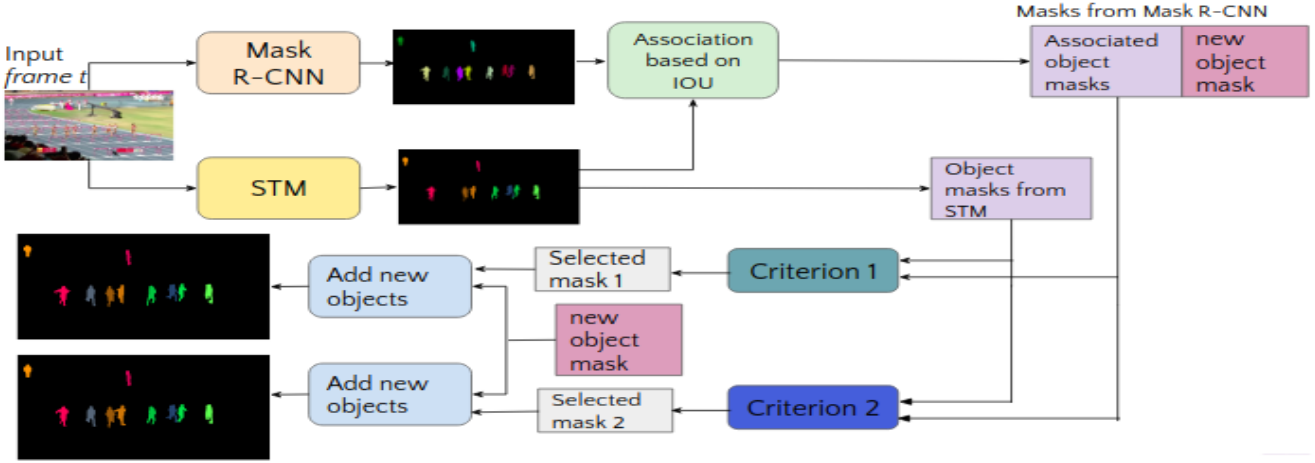 Masks from Mask R-CNN
Input
frame t
Mask
R-CNN
Association
based on
IOU
Associated
object
masks
new
object
mask
STM
Object
masks from
STM
Add new
objects
Selected
mask 1
Criterion 1
new
object
mask
Add new
objects
Selected
mask 2
Criterion 2